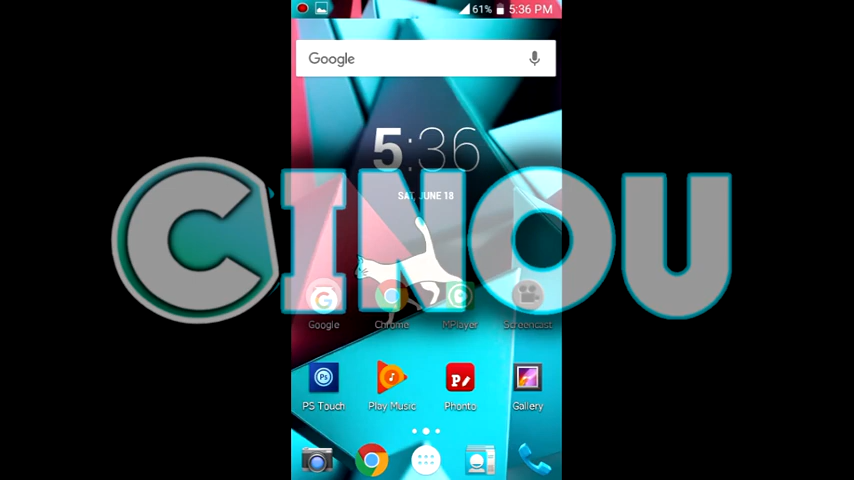 61% 5:36 PM
Google
5:36
SAT, JUNE 18
CINOU
Google Chrome MPlayer Screencast
Ps P
PS Touch Play Music Phonto Gallery